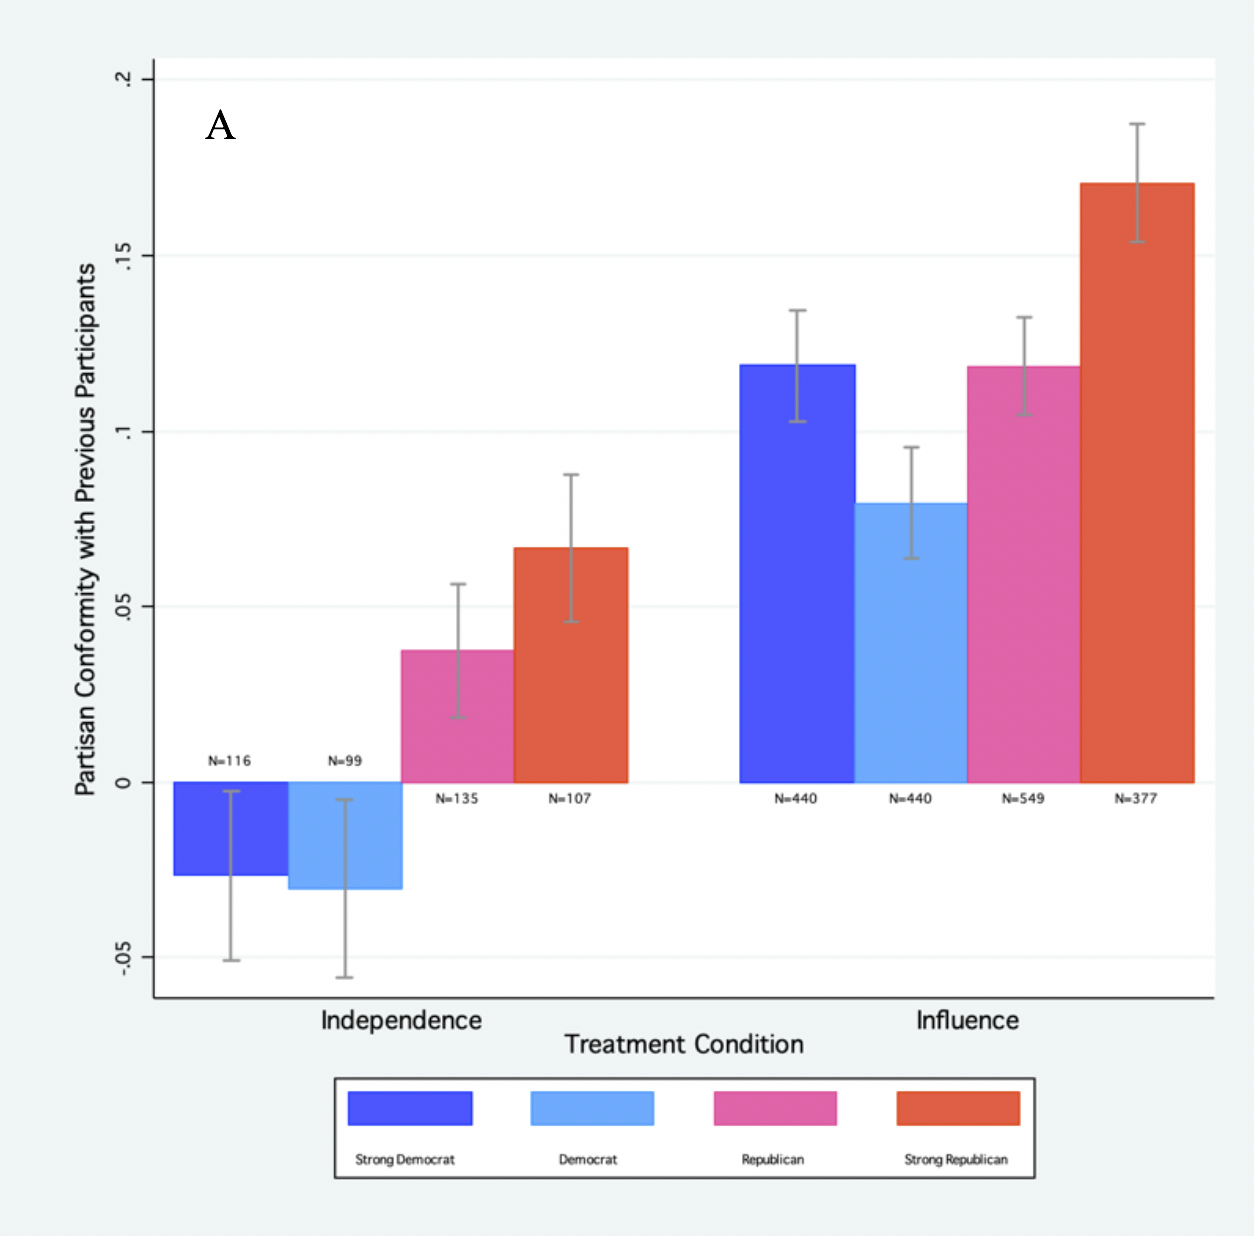 A
Partisan Conformity with Previous Participants
.2
.15
.1
.05
0
-.05
N=116
N=99
N=135
N=107
N=440
N=440
N=549
N=377
Independence
Influence
Treatment Condition
Strong Democrat
Democrat
Republican
Strong Republican